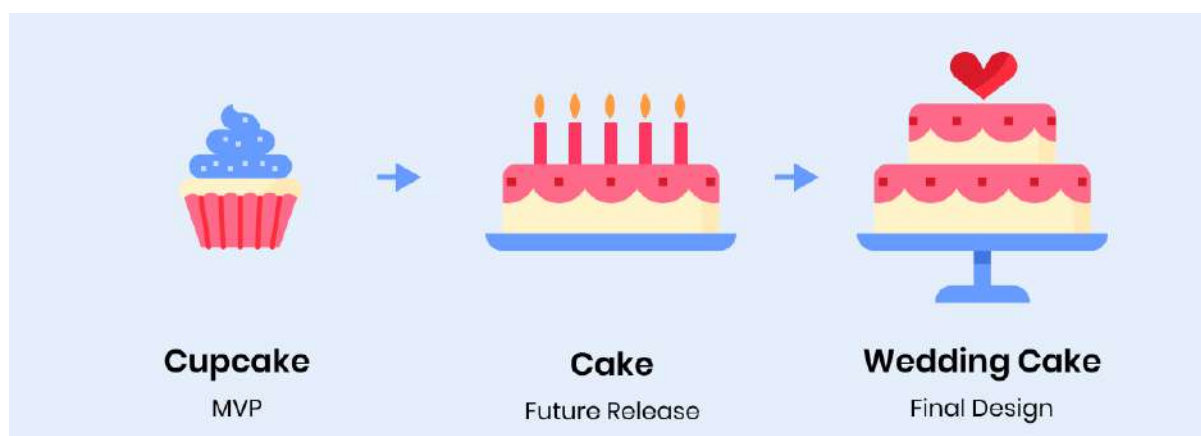 Cupcake
MVP
Cake
Future Release
Wedding Cake
Final Design